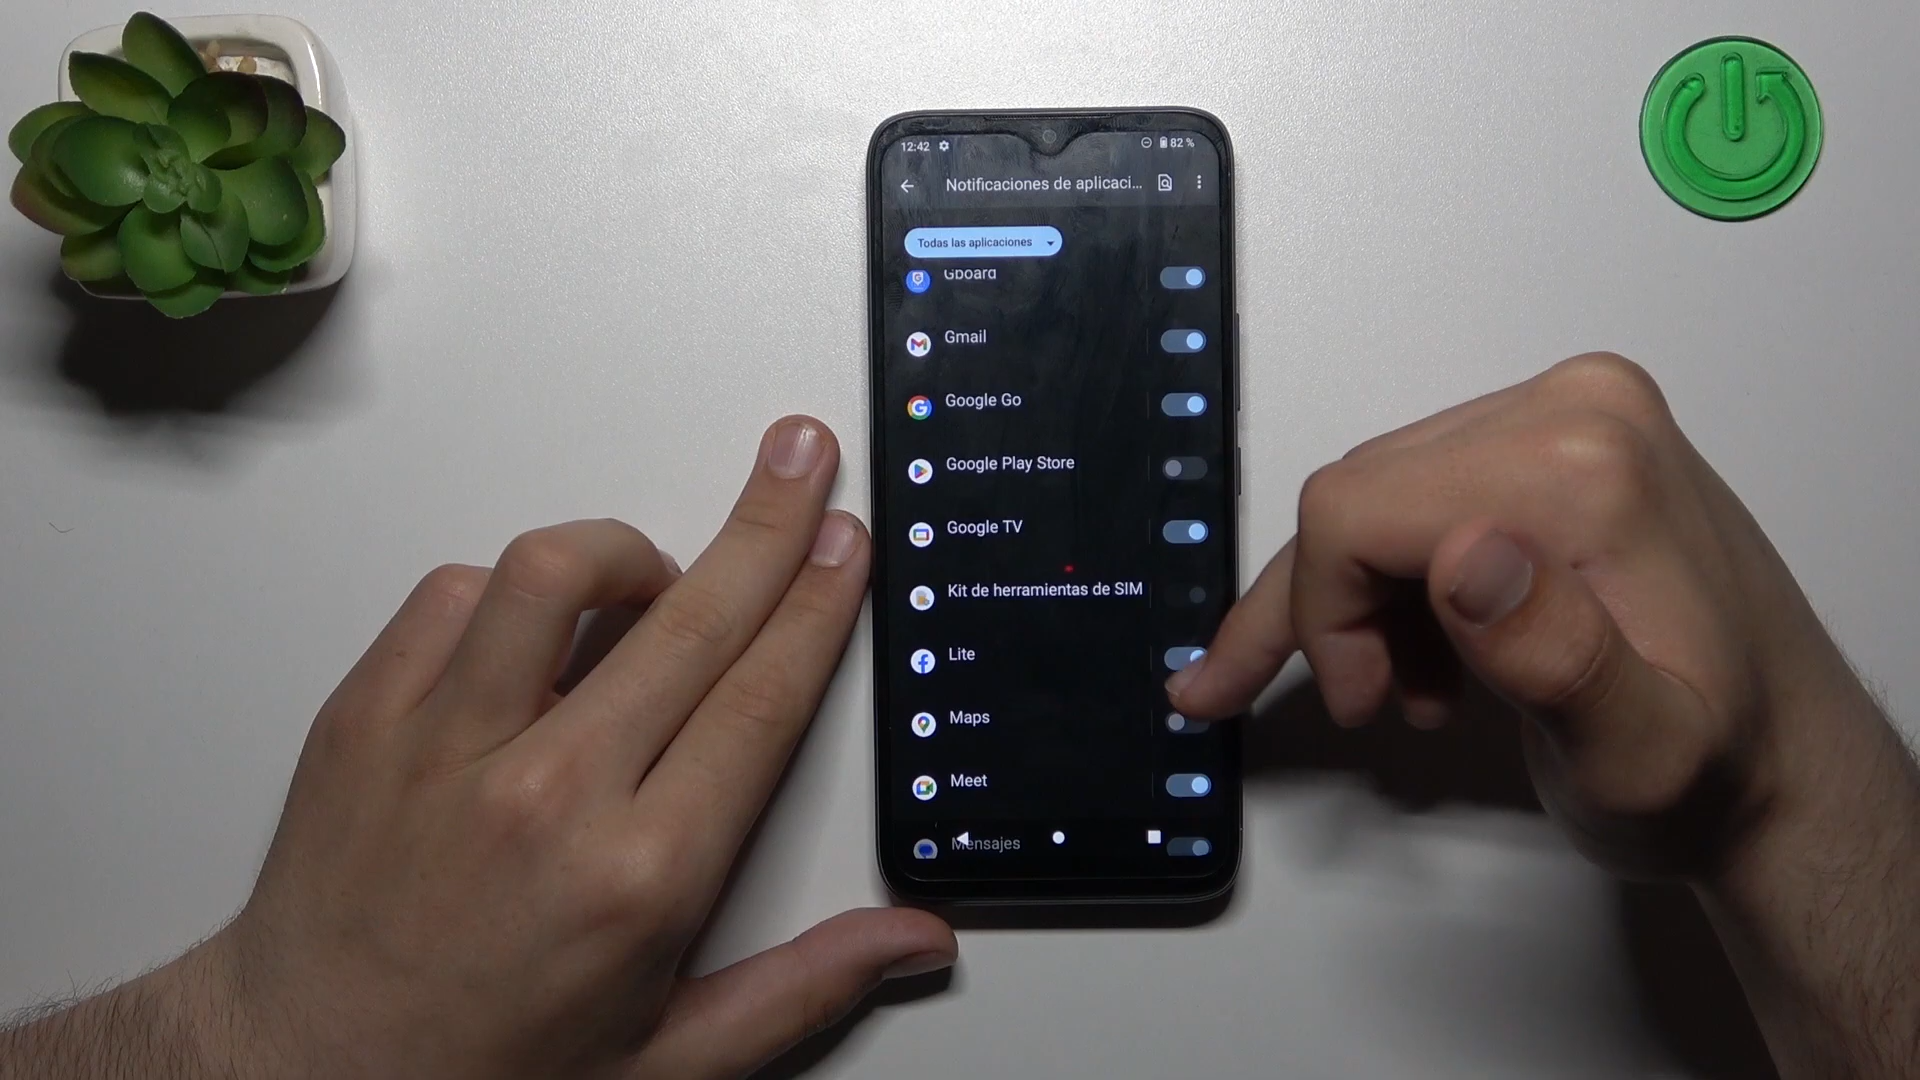 12:42 82 %
Notificaciones de aplicaci...
Todas las aplicaciones
Gboard
Gmail
Google Go
Google Play Store
Google TV
Kit de herramientas de SIM
Lite
Maps
Meet
Mensajes